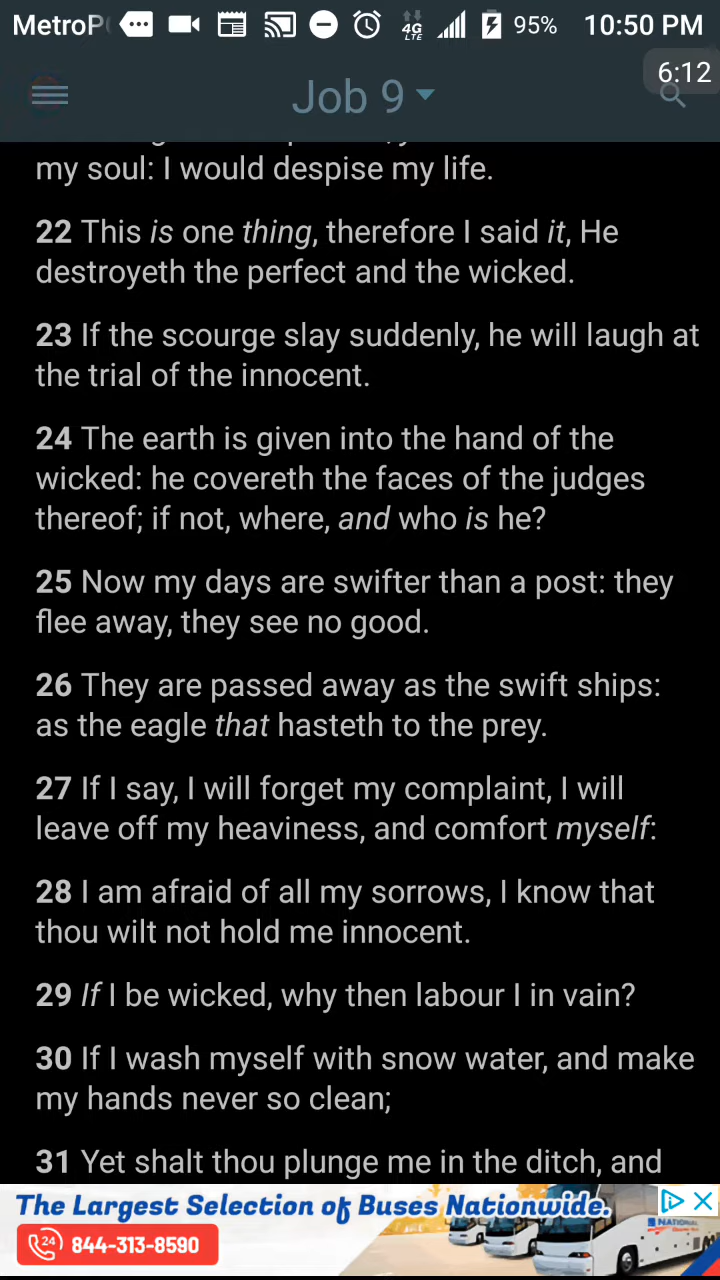 MetroP 95% 10:50 PM
4G
LTE
6:12
Job 9
my soul: I would despise my life.
22 This is one thing, therefore I said it, He
destroyeth the perfect and the wicked.
23 If the scourge slay suddenly, he will laugh at
the trial of the innocent.
24 The earth is given into the hand of the
wicked: he covereth the faces of the judges
thereof; if not, where, and who is he?
25 Now my days are swifter than a post: they
flee away, they see no good.
26 They are passed away as the swift ships:
as the eagle that hasteth to the prey.
27 If I say, I will forget my complaint, I will
leave off my heaviness, and comfort myself:
28 I am afraid of all my sorrows, I know that
thou wilt not hold me innocent.
29 If I be wicked, why then labour I in vain?
30 If I wash myself with snow water, and make
my hands never so clean;
31 Yet shalt thou plunge me in the ditch, and
The Largest Selection of Buses Nationwide.
24 844-313-8590
NATIONAL